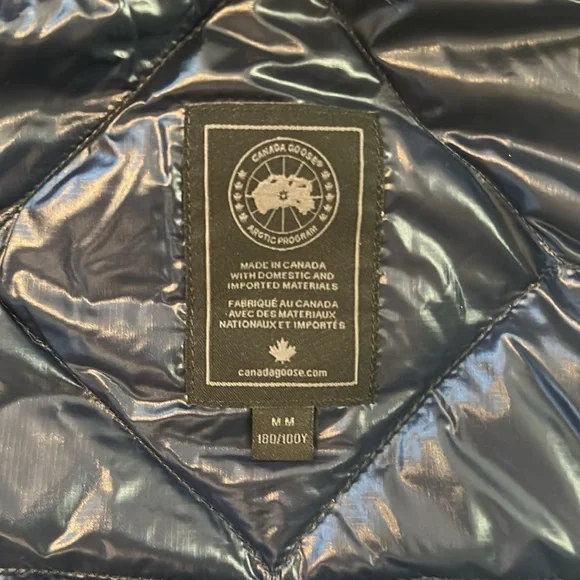 CANADA GOOSE®
ARCTIC PROGRAM
MADE IN CANADA
WITH DOMESTIC AND
IMPORTED MATERIALS
FABRIQUÉ AU CANADA
AVEC DES MATERIAUX
NATIONAUX ET IMPORTÉS
canadagoose.com
M M
180/100Y